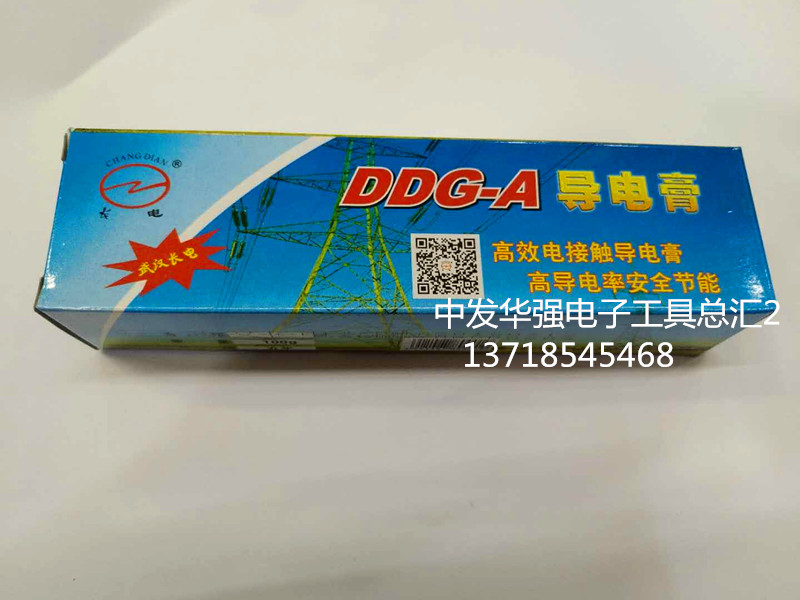 CHANG DIAN ®
长 电
武汉长电
DDG-A 导电膏
高效电接触导电膏
高导电率安全节能
中发华强电子工具总汇2
13718545468
100g